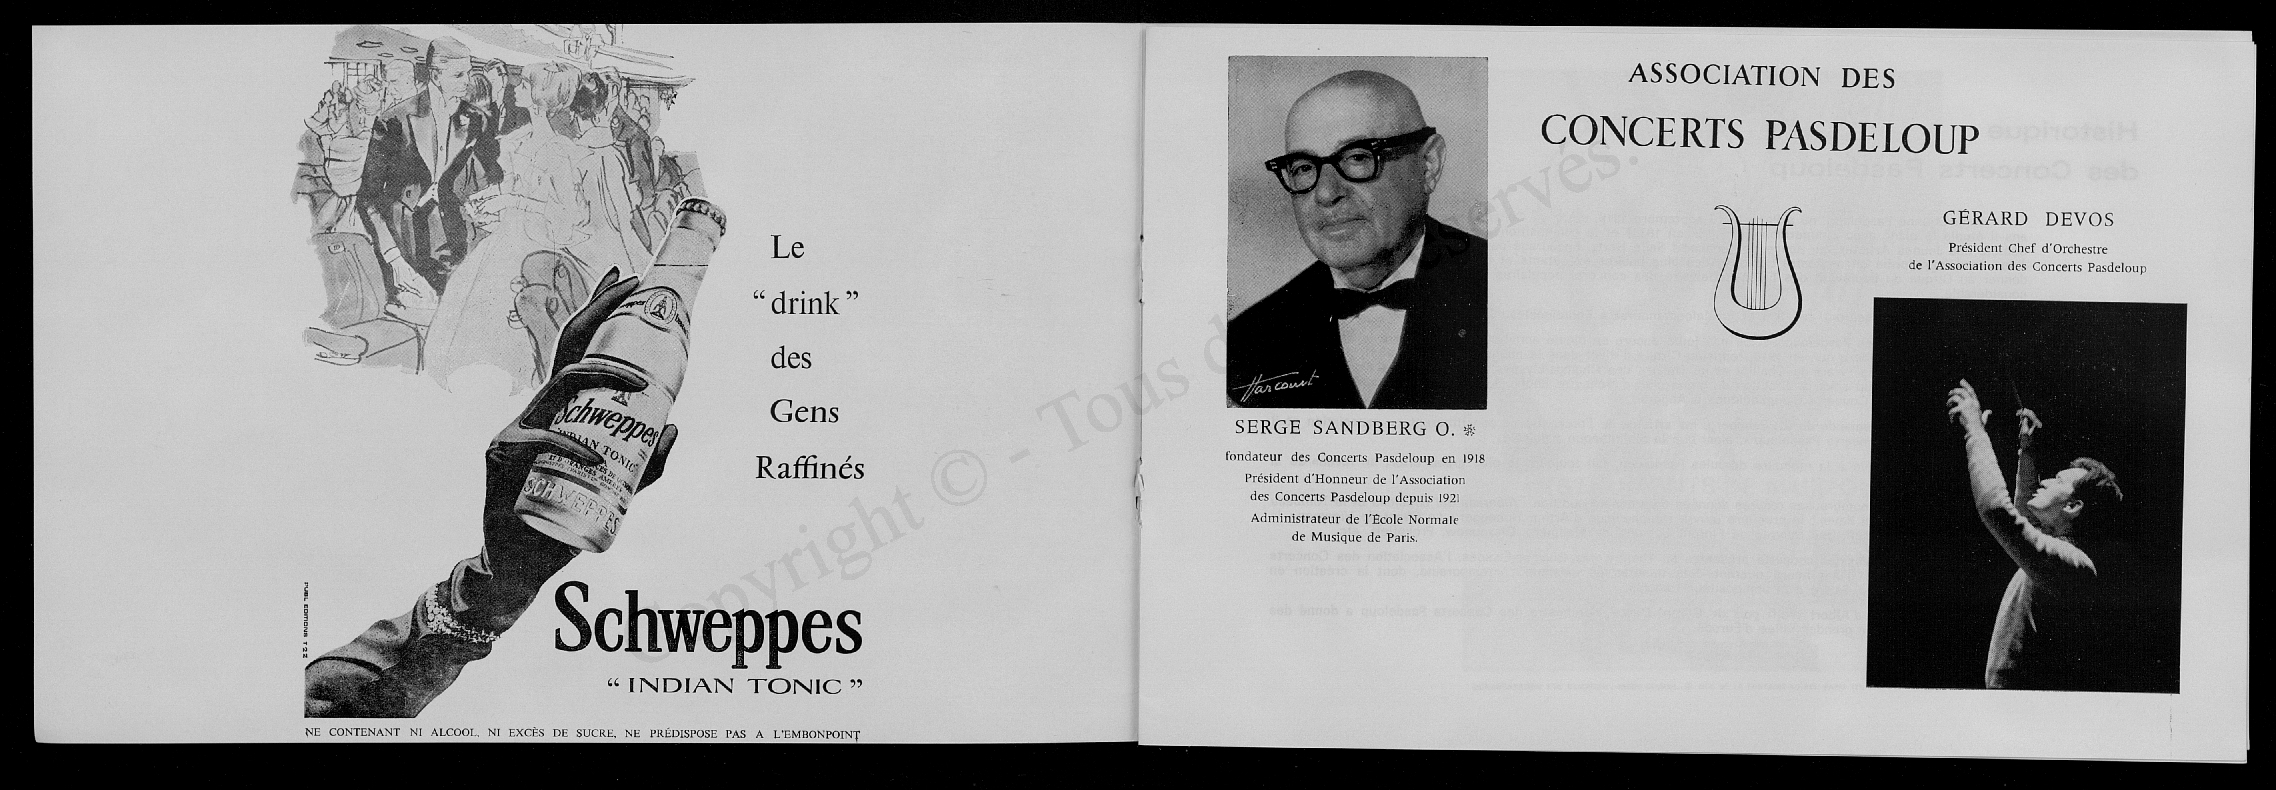 Le
“drink”
des
Gens
Raffinés
Schweppes
INDIAN TONIC
SCHWEPPES
PUBL EDITIONS
Schweppes
“INDIAN TONIC”
NE CONTENANT NI ALCOOL, NI EXCÈS DE SUCRE, NE PRÉDISPOSE PAS A L'EMBONPOINT
Copyright © - Tous d servés.
Harcourt
SERGE SANDBERG O. ※
fondateur des Concerts Pasdeloup en 1918
Président d'Honneur de l'Association
des Concerts Pasdeloup depuis 1921
Administrateur de l'École Normale
de Musique de Paris.
ASSOCIATION DES
CONCERTS PASDELOUP
GÉRARD DEVOS
Président Chef d'Orchestre
de l'Association des Concerts Pasdeloup
Historique
des Concerts Pasdeloup